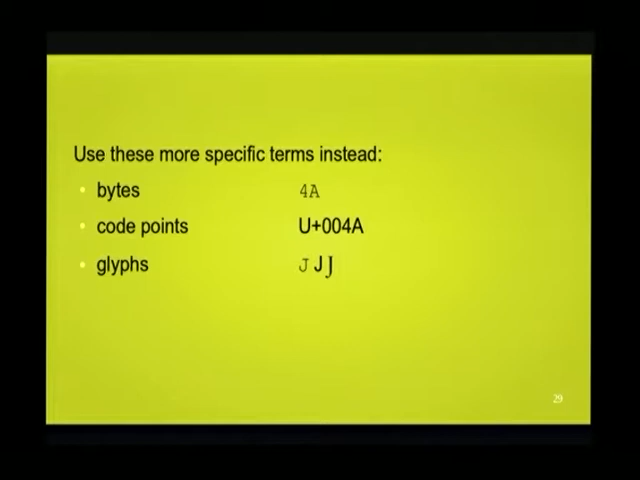 Use these more specific terms instead:
• bytes 4A
• code points U+004A
• glyphs J J J
29